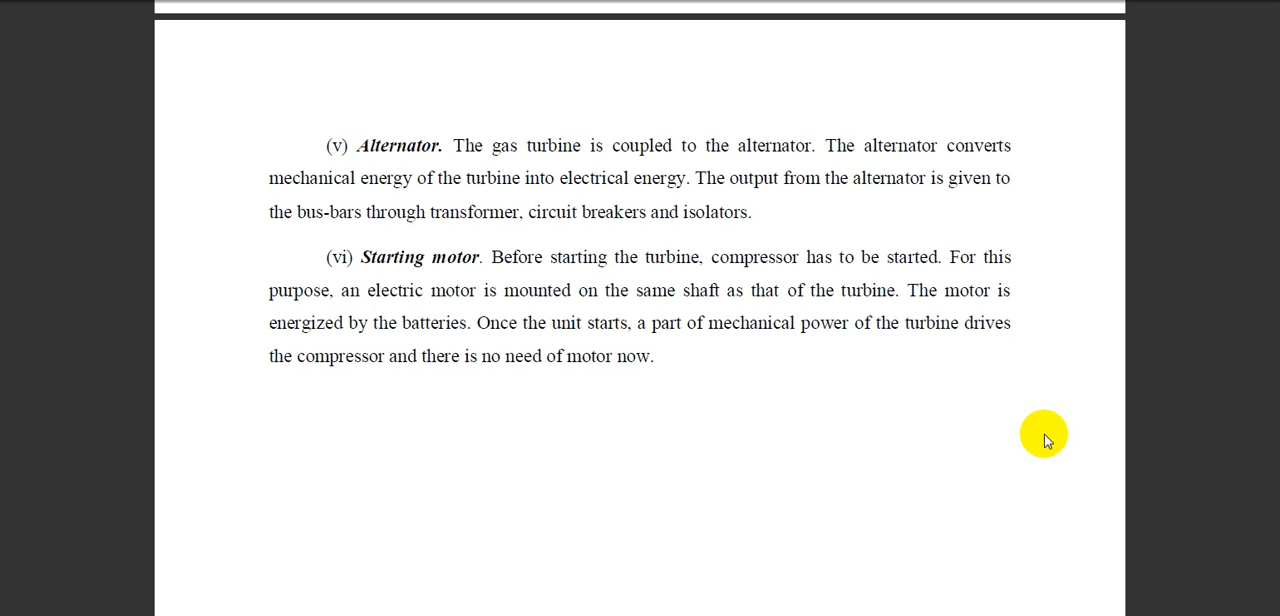 (v) Alternator. The gas turbine is coupled to the alternator. The alternator converts
mechanical energy of the turbine into electrical energy. The output from the alternator is given to
the bus-bars through transformer, circuit breakers and isolators.
(vi) Starting motor. Before starting the turbine, compressor has to be started. For this
purpose, an electric motor is mounted on the same shaft as that of the turbine. The motor is
energized by the batteries. Once the unit starts, a part of mechanical power of the turbine drives
the compressor and there is no need of motor now.